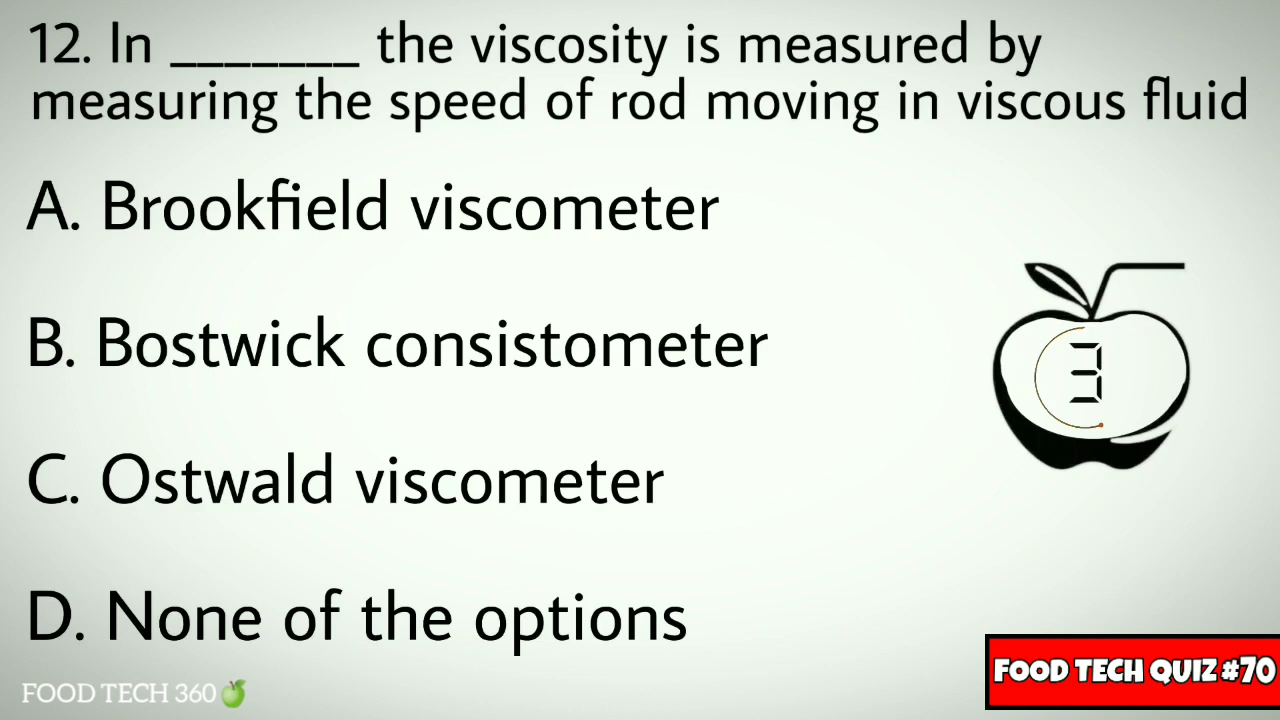 12. In _______ the viscosity is measured by
measuring the speed of rod moving in viscous fluid
A. Brookfield viscometer
B. Bostwick consistometer
3
C. Ostwald viscometer
D. None of the options
FOOD TECH 360
FOOD TECH QUIZ #70